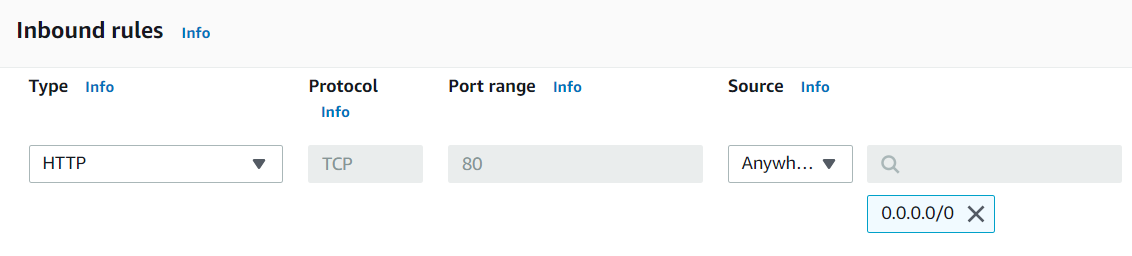 Inbound rules Info
Type Info Protocol Info Port range Info Source Info
HTTP TCP 80 Anywh...
0.0.0.0/0